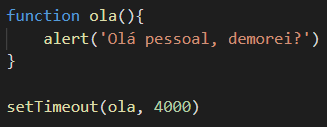 function ola(){
    alert('Olá pessoal, demorei?')
}

setTimeout(ola, 4000)